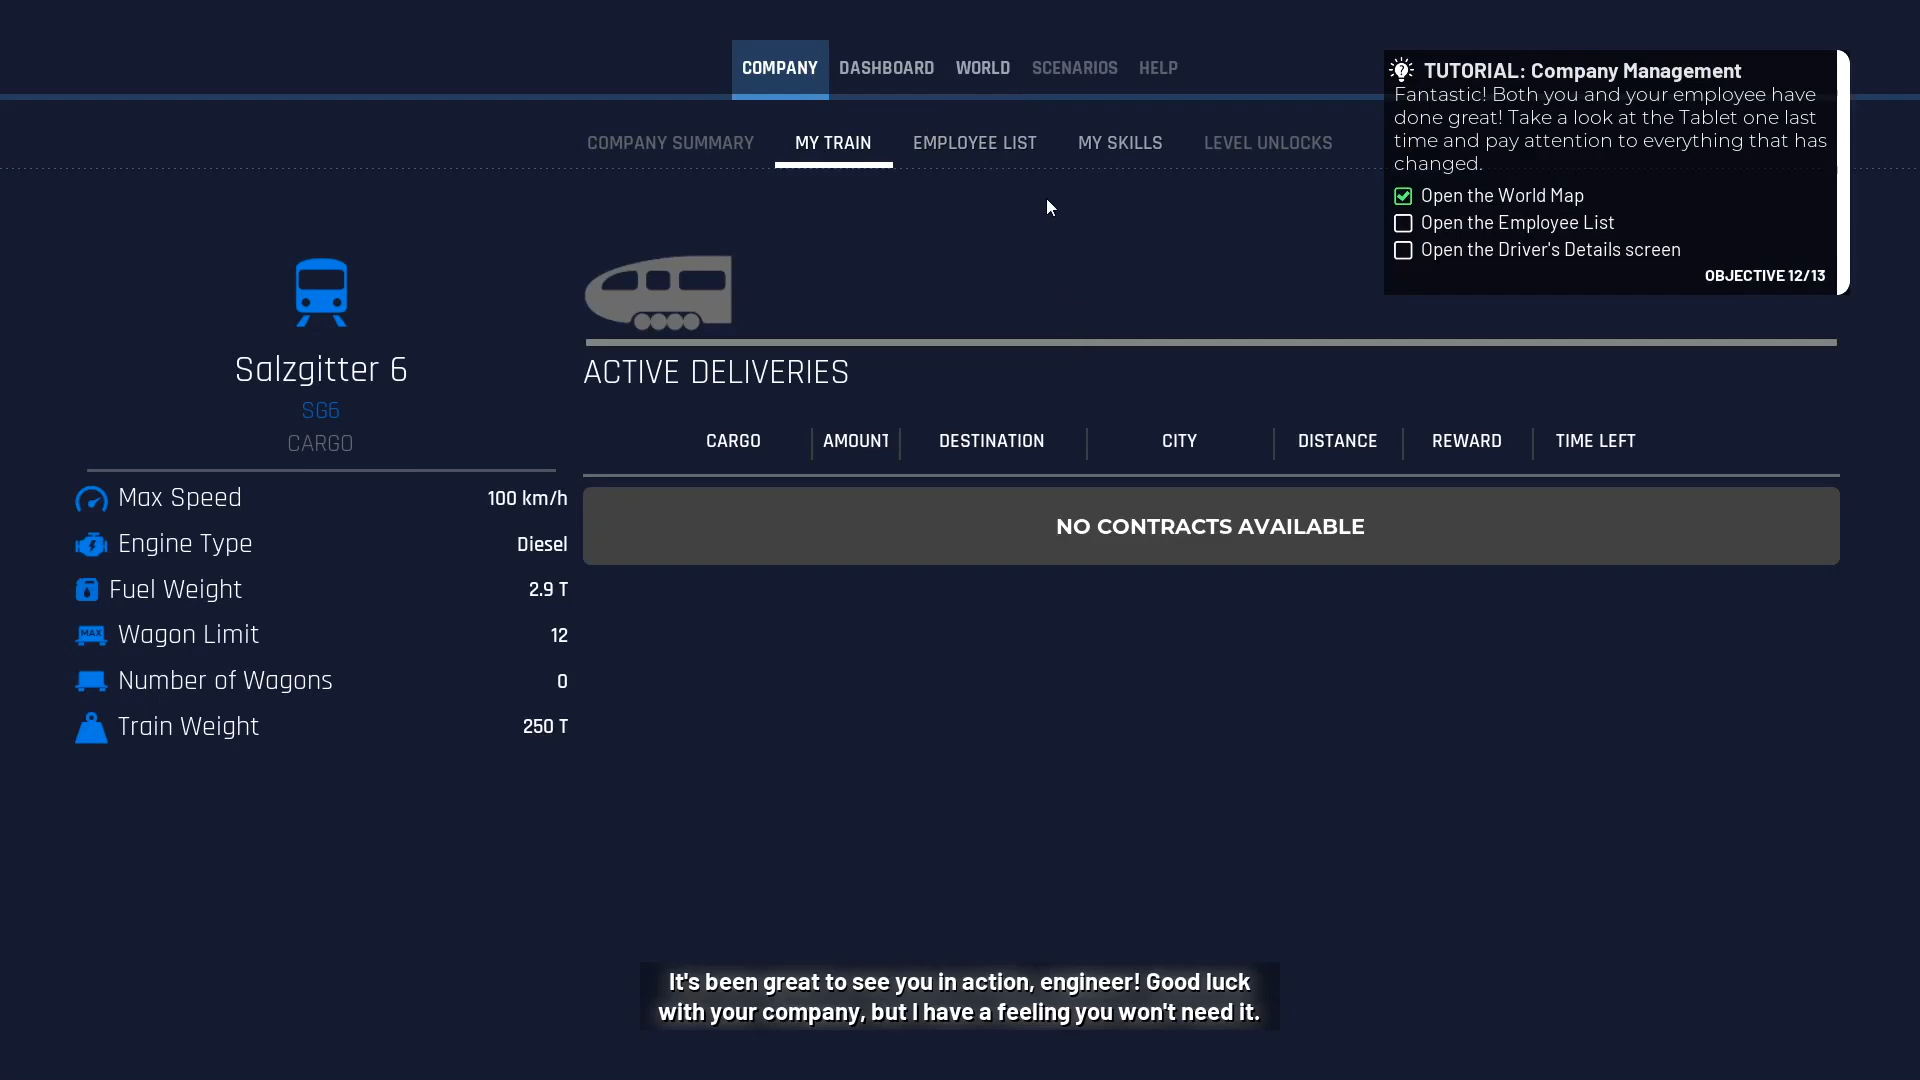 COMPANY DASHBOARD WORLD SCENARIOS HELP
COMPANY SUMMARY MY TRAIN EMPLOYEE LIST MY SKILLS LEVEL UNLOCKS
TUTORIAL: Company Management
Fantastic! Both you and your employee have
done great! Take a look at the Tablet one last
time and pay attention to everything that has
changed.
Open the World Map
Open the Employee List
Open the Driver's Details screen
OBJECTIVE 12/13
Salzgitter 6
SG6
CARGO
Max Speed 100 km/h
Engine Type Diesel
Fuel Weight 2.9 T
MAX Wagon Limit 12
Number of Wagons 0
Train Weight 250 T
ACTIVE DELIVERIES
CARGO AMOUNT DESTINATION CITY DISTANCE REWARD TIME LEFT
NO CONTRACTS AVAILABLE
It's been great to see you in action, engineer! Good luck
with your company, but I have a feeling you won't need it.